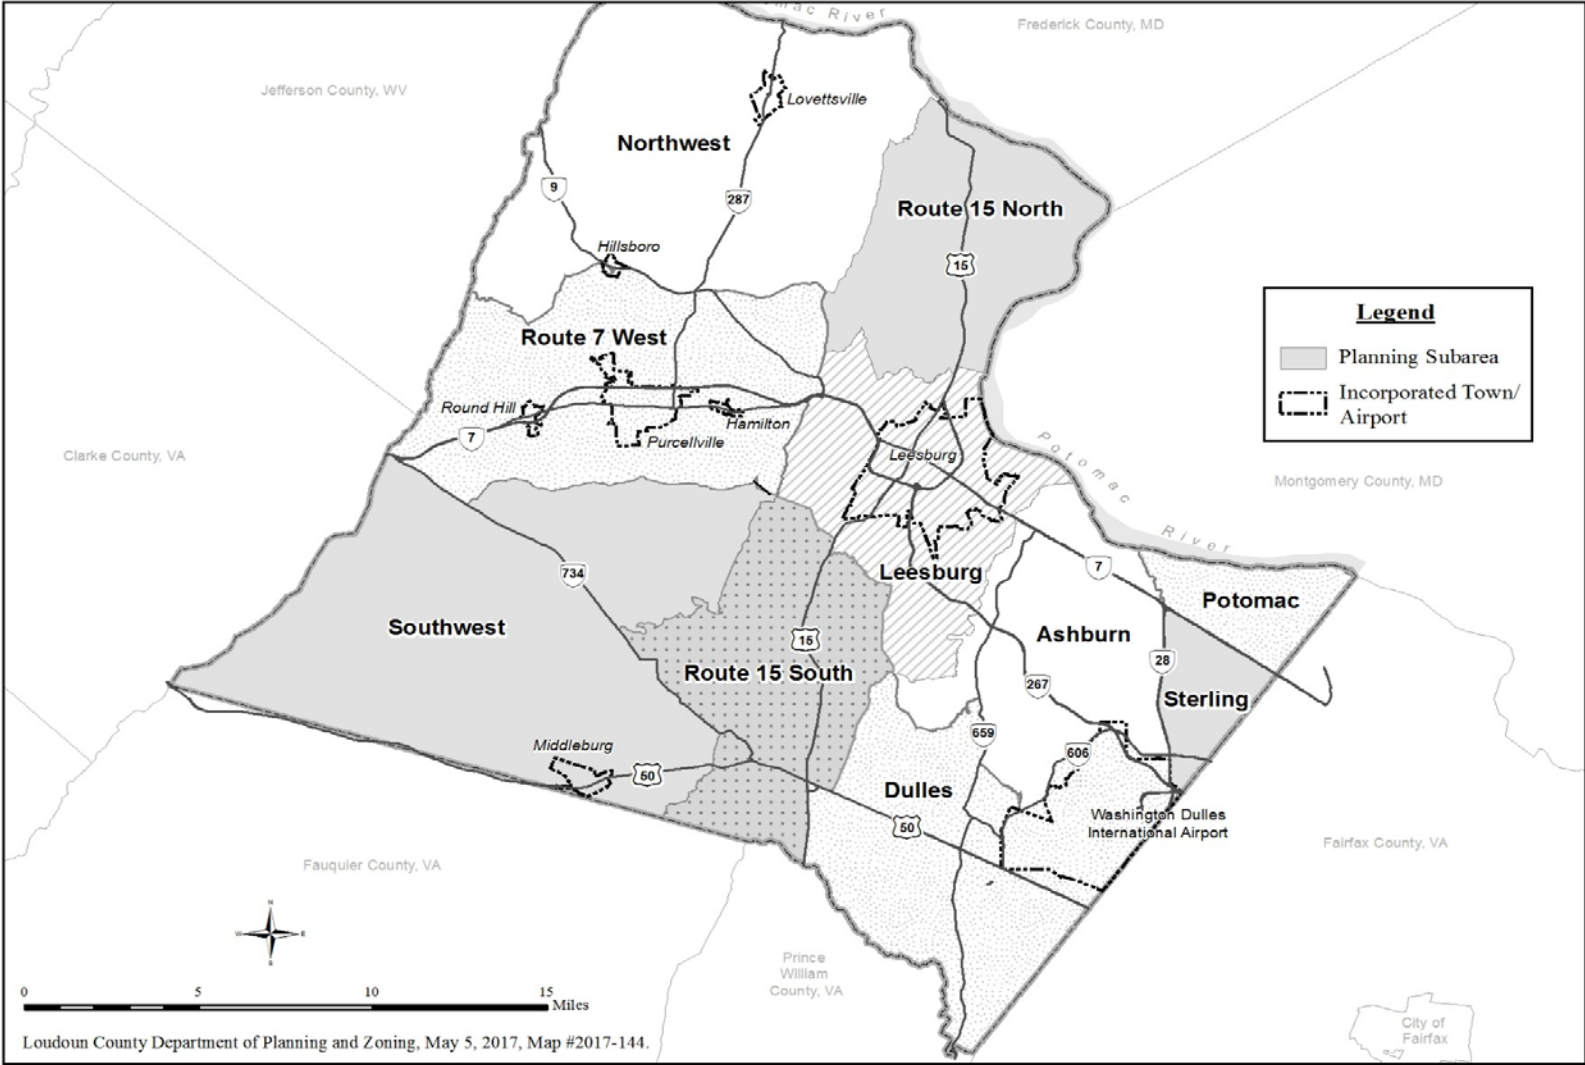 mac River
Frederick County, MD
Jefferson County, WV
Lovettsville
Northwest
9
287
Route 15 North
Hillsboro
15
Legend
Planning Subarea
Incorporated Town/
Airport
Route 7 West
Round Hill
7
Purcellville
Hamilton
Leesburg
Clarke County, VA
Potomac River
Montgomery County, MD
734
Leesburg
7
Potomac
Southwest
15
Ashburn
28
Route 15 South
267
Sterling
659
606
Middleburg
50
Dulles
50
Washington Dulles
International Airport
Fauquier County, VA
Fairfax County, VA
N
W
E
S
Prince
William
County, VA
0 5 10 15
Miles
City of
Fairfax
Loudoun County Department of Planning and Zoning, May 5, 2017, Map #2017-144.